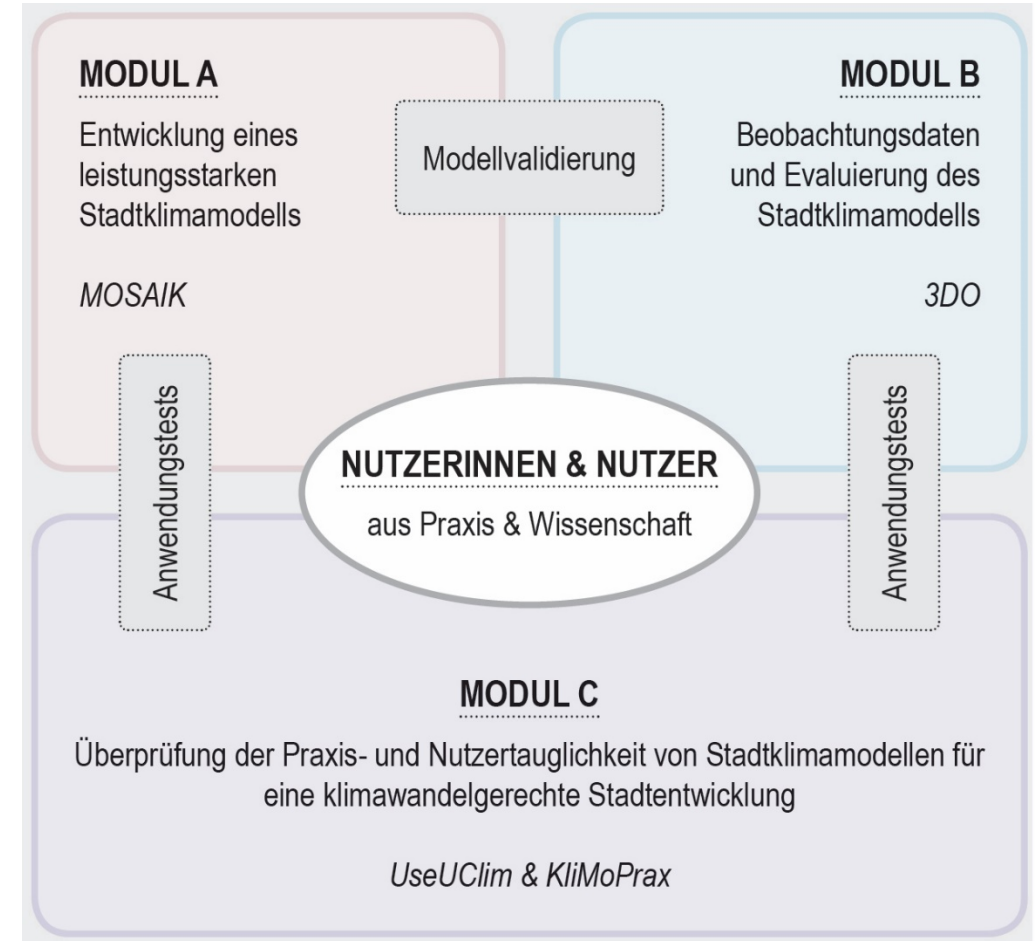 MODUL A
Entwicklung eines
leistungsstarken
Stadtklimamodells
MOSAIK
Modellvalidierung
MODUL B
Beobachtungsdaten
und Evaluierung des
Stadtklimamodells
3DO
Anwendungstests
NUTZERINNEN & NUTZER
aus Praxis & Wissenschaft
Anwendungstests
MODUL C
Überprüfung der Praxis- und Nutzertauglichkeit von Stadtklimamodellen für
eine klimawandelgerechte Stadtentwicklung
UseUClim & KliMoPrax